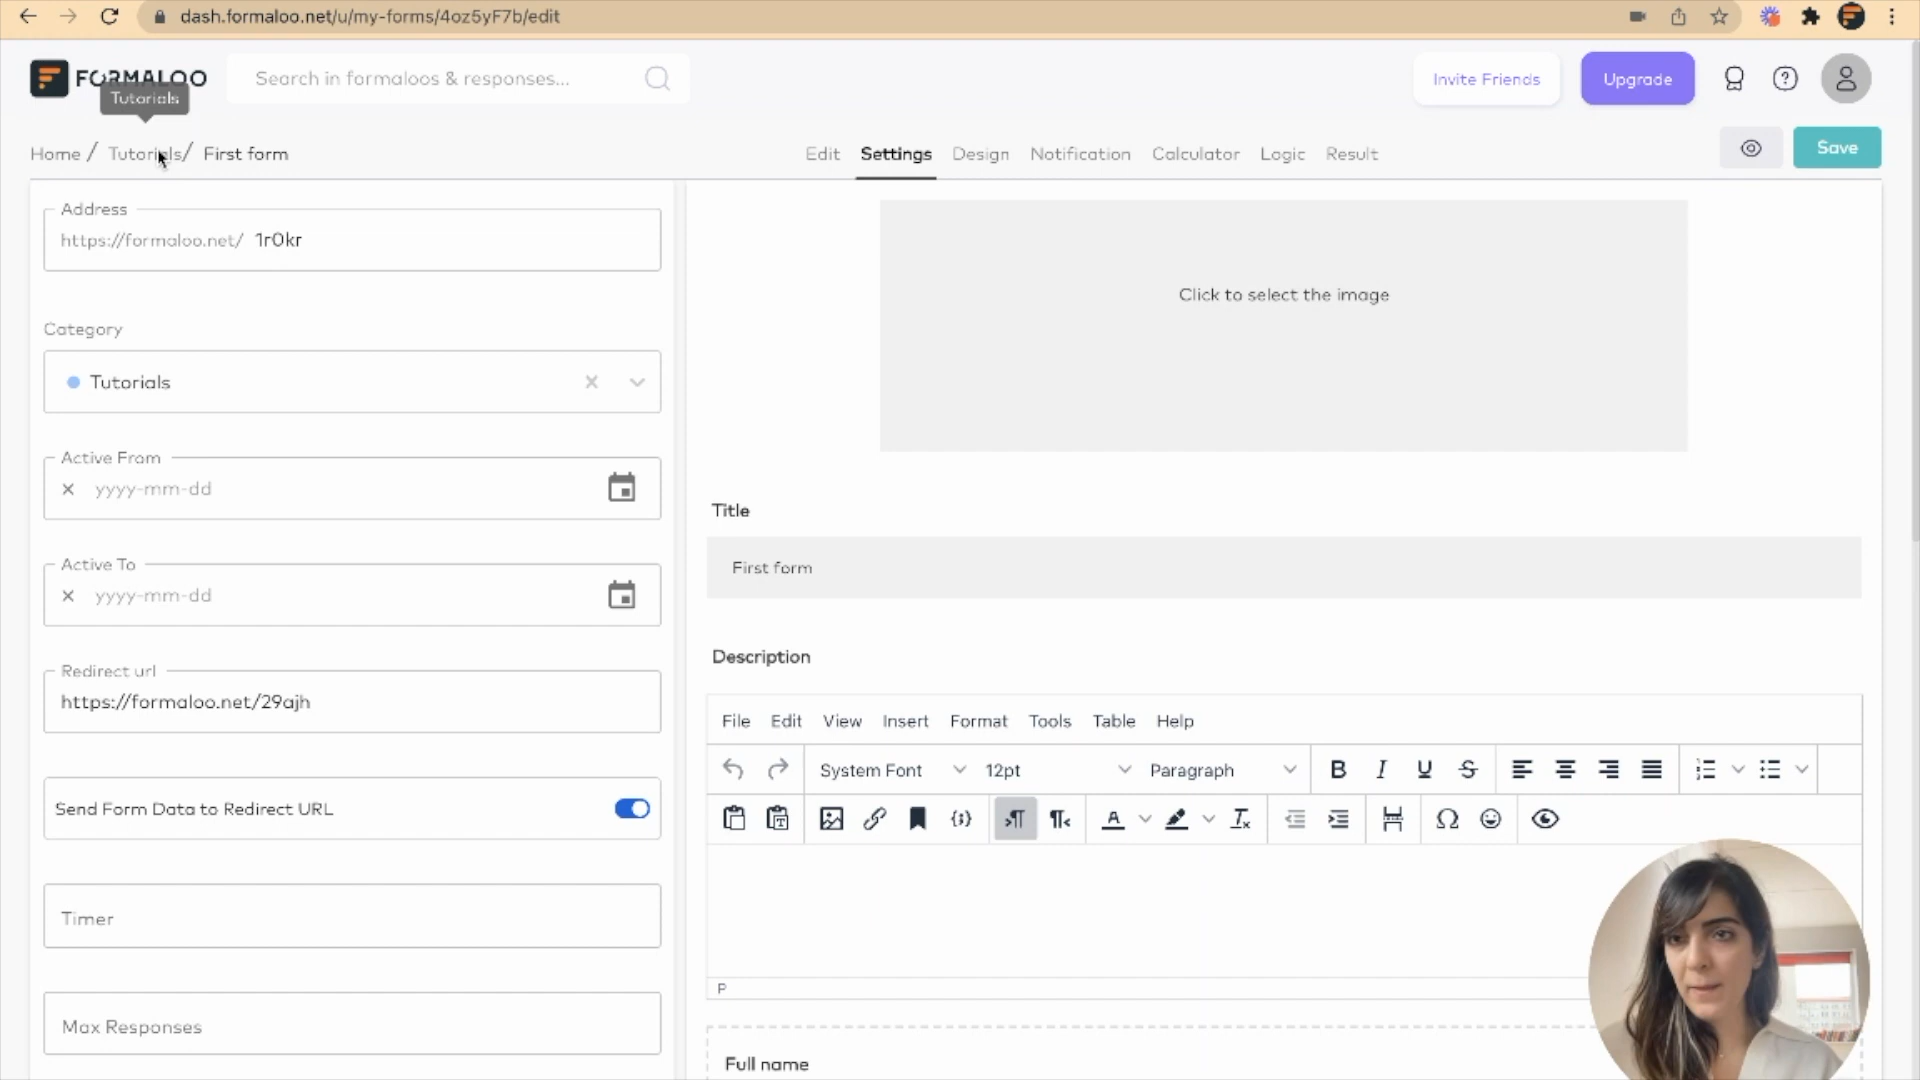 dash.formaloo.net/u/my-forms/4oz5yF7b/edit
FORMALOO
Search in formaloos & responses...
Invite Friends
Upgrade
Tutorials
Home / Tutorials/ First form
Edit Settings Design Notification Calculator Logic Result
Save
Address
https://formaloo.net/ 1r0kr
Category
Tutorials
Active From
yyyy-mm-dd
Active To
yyyy-mm-dd
Redirect url
https://formaloo.net/29ajh
Send Form Data to Redirect URL
Timer
Max Responses
Click to select the image
Title
First form
Description
File Edit View Insert Format Tools Table Help
System Font 12pt Paragraph
P
Full name